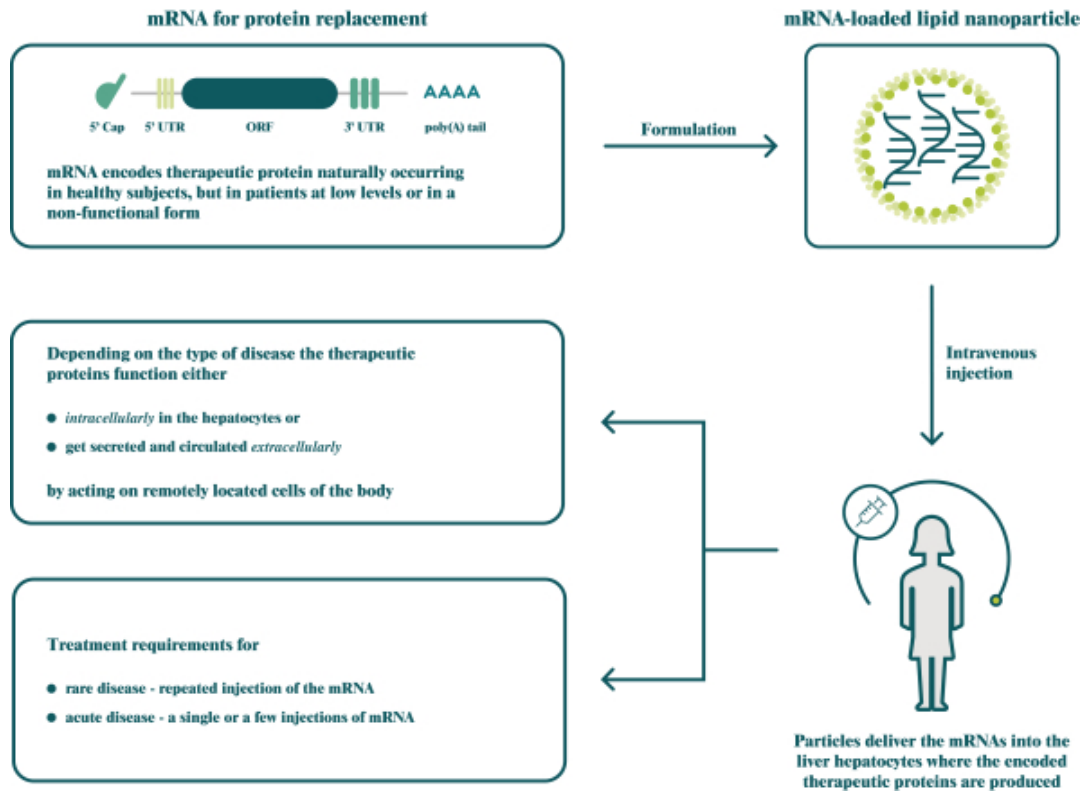 mRNA for protein replacement
mRNA-loaded lipid nanoparticle
AAAA
5' Cap
5' UTR
ORF
3' UTR
poly(A) tail
mRNA encodes therapeutic protein naturally occurring
in healthy subjects, but in patients at low levels or in a
non-functional form
Formulation
Intravenous
injection
Particles deliver the mRNAs into the
liver hepatocytes where the encoded
therapeutic proteins are produced
Depending on the type of disease the therapeutic
proteins function either
● intracellularly in the hepatocytes or
● get secreted and circulated extracellularly
by acting on remotely located cells of the body
Treatment requirements for
● rare disease - repeated injection of the mRNA
● acute disease - a single or a few injections of mRNA